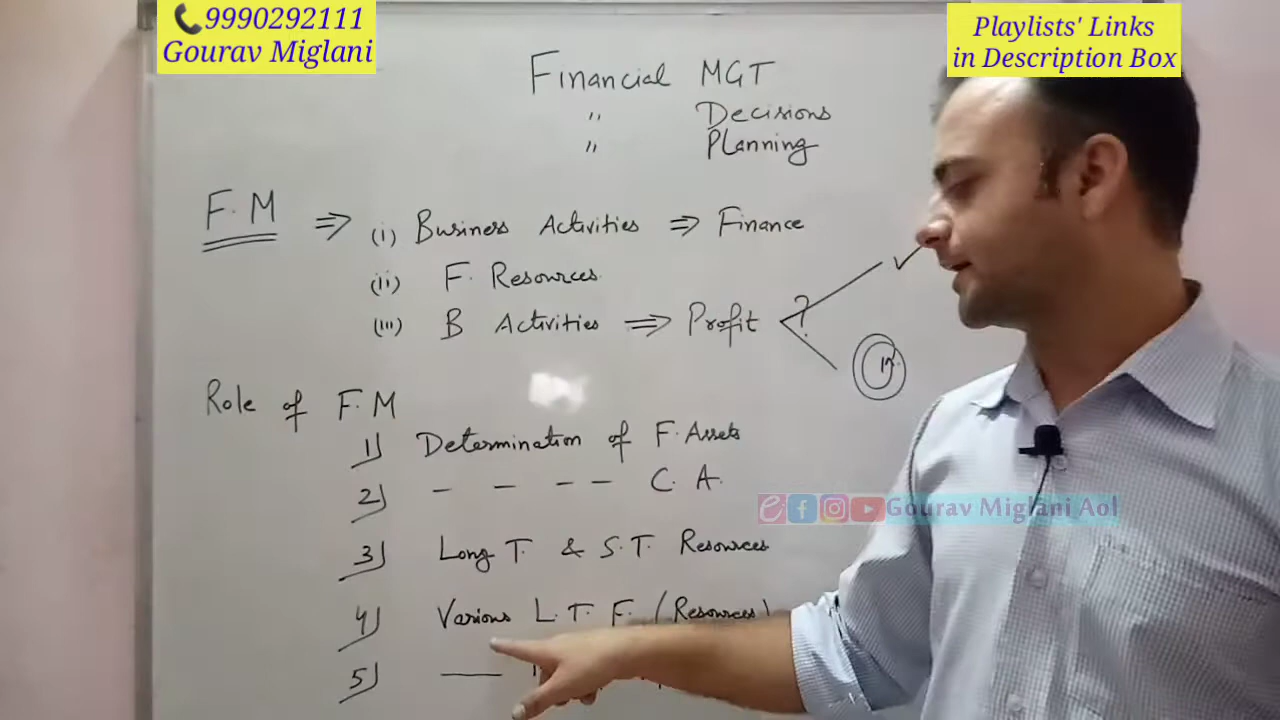 9990292111
Gourav Miglani
Playlists' Links
in Description Box
Financial MGT
" Decisions
" Planning
F.M ⇒ (i) Business Activities ⇒ Finance
(ii) F. Resources
(iii) B Activities ⇒ Profit ?
Role of F.M
1) Determination of F. Assets
2) - - - - C.A.
3) Long T. & S.T. Resources
Gourav Miglani Aol
4) Various L.T. F. (Resources)
5)